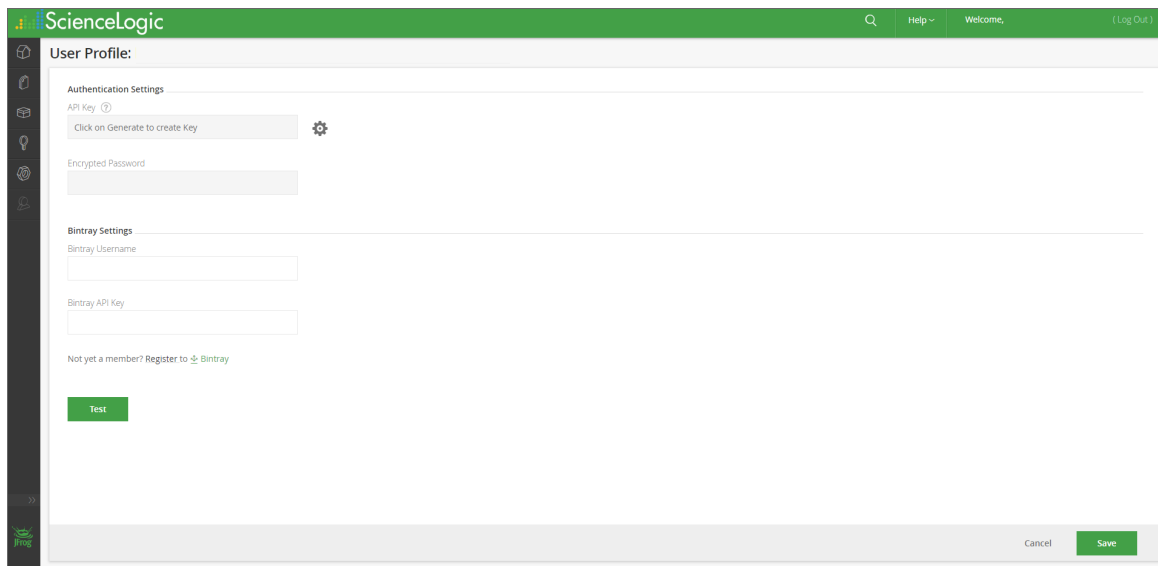 ScienceLogic
Help
Welcome,
( Log Out )
User Profile:
Authentication Settings
API Key ?
Click on Generate to create Key
Encrypted Password
Bintray Settings
Bintray Username
Bintray API Key
Not yet a member? Register to Bintray
Test
JFrog
Cancel
Save